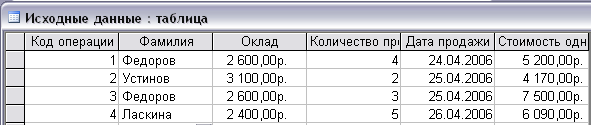 Исходные данные : таблица
Код операции Фамилия Оклад Количество про Дата продажи Стоимость одн
1 Федоров 2 600,00р. 4 24.04.2006 5 200,00р.
2 Устинов 3 100,00р. 2 25.04.2006 4 170,00р.
3 Федоров 2 600,00р. 3 25.04.2006 7 500,00р.
4 Ласкина 2 400,00р. 5 26.04.2006 6 090,00р.